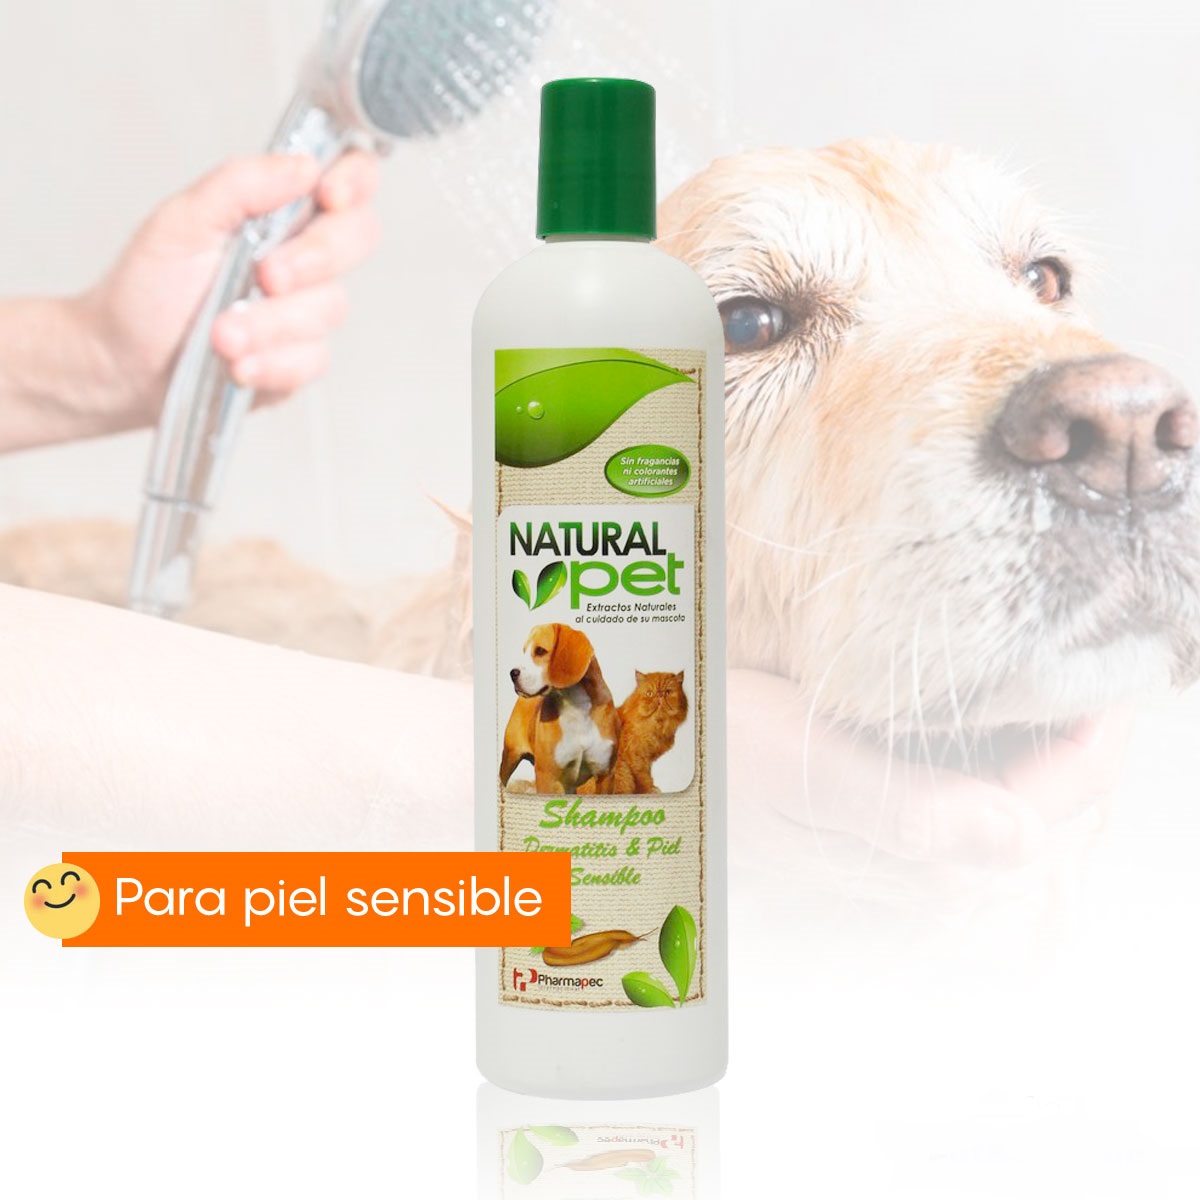 Sin fragancias
ni colorantes
artificiales
NATURAL
pet
Extractos Naturales
al cuidado de su mascota
Shampoo
Dermatitis & Piel
Sensible
Para piel sensible
Pharmapec